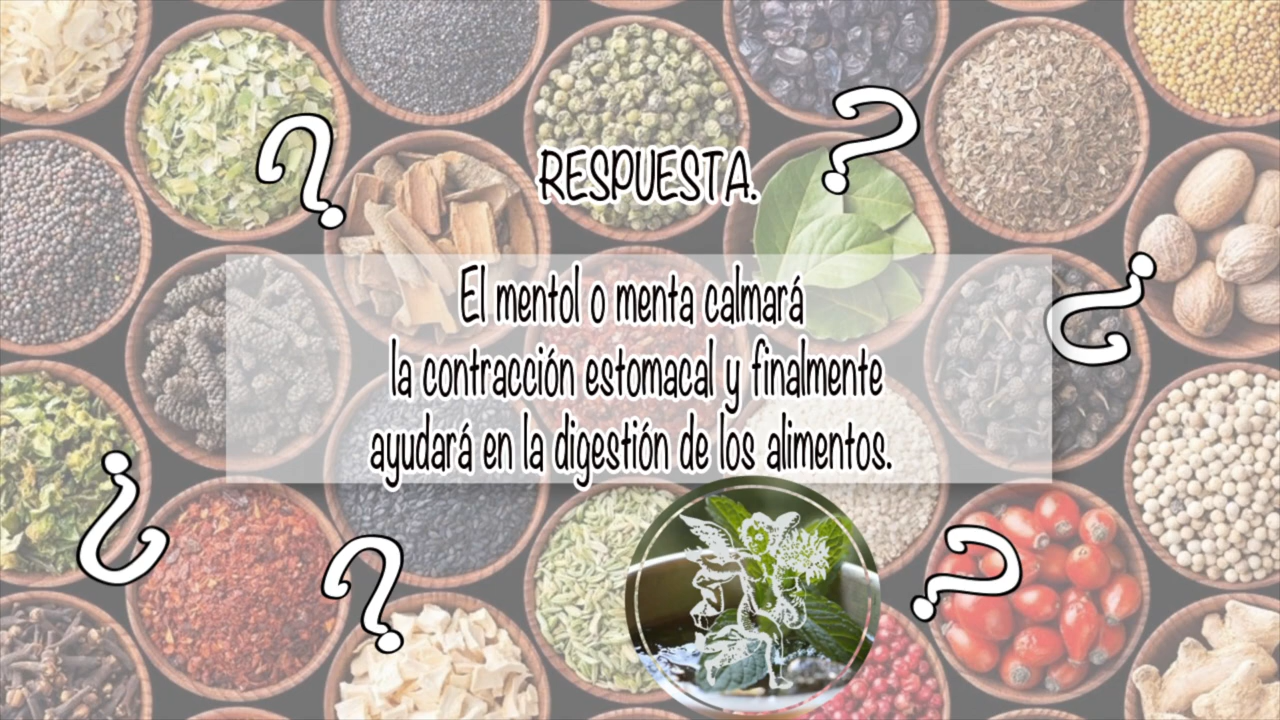 RESPUESTA.
El mentol o menta calmará
la contracción estomacal y finalmente
ayudará en la digestión de los alimentos.